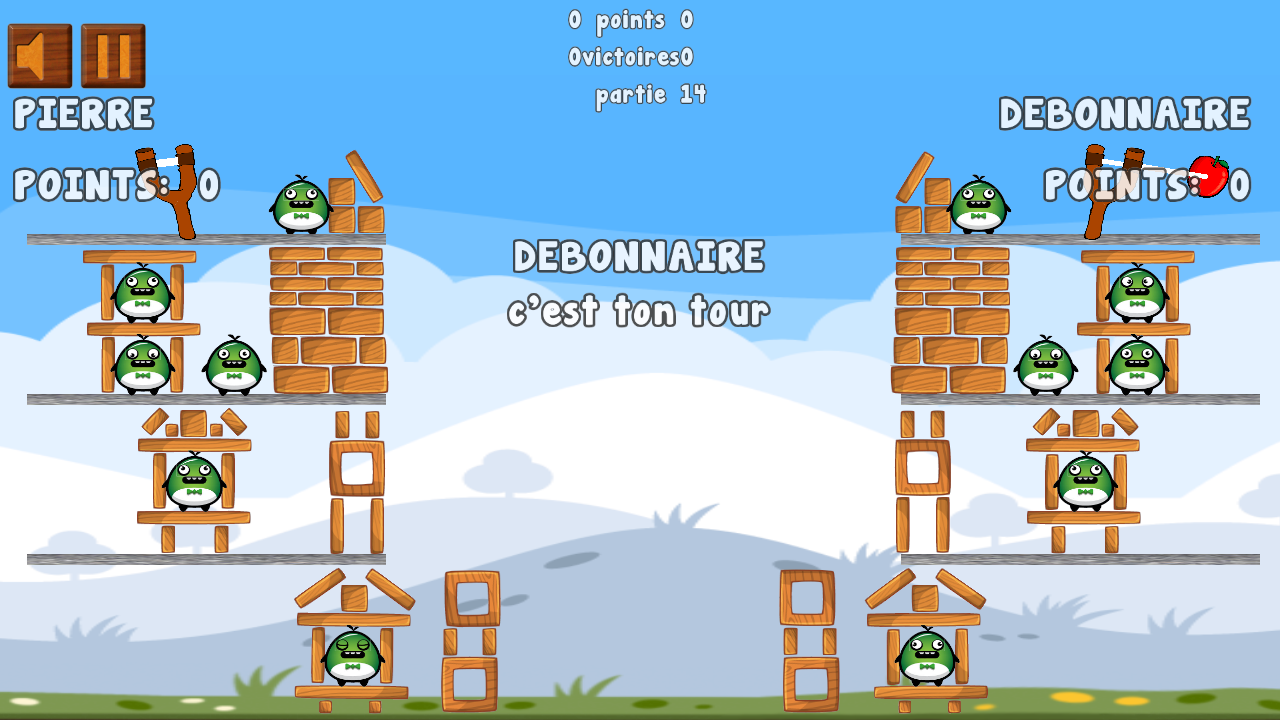 0 points 0
0victoires0
partie 14
PIERRE
DEBONNAIRE
POINTS: 0
POINTS: 0
DEBONNAIRE
c'est ton tour